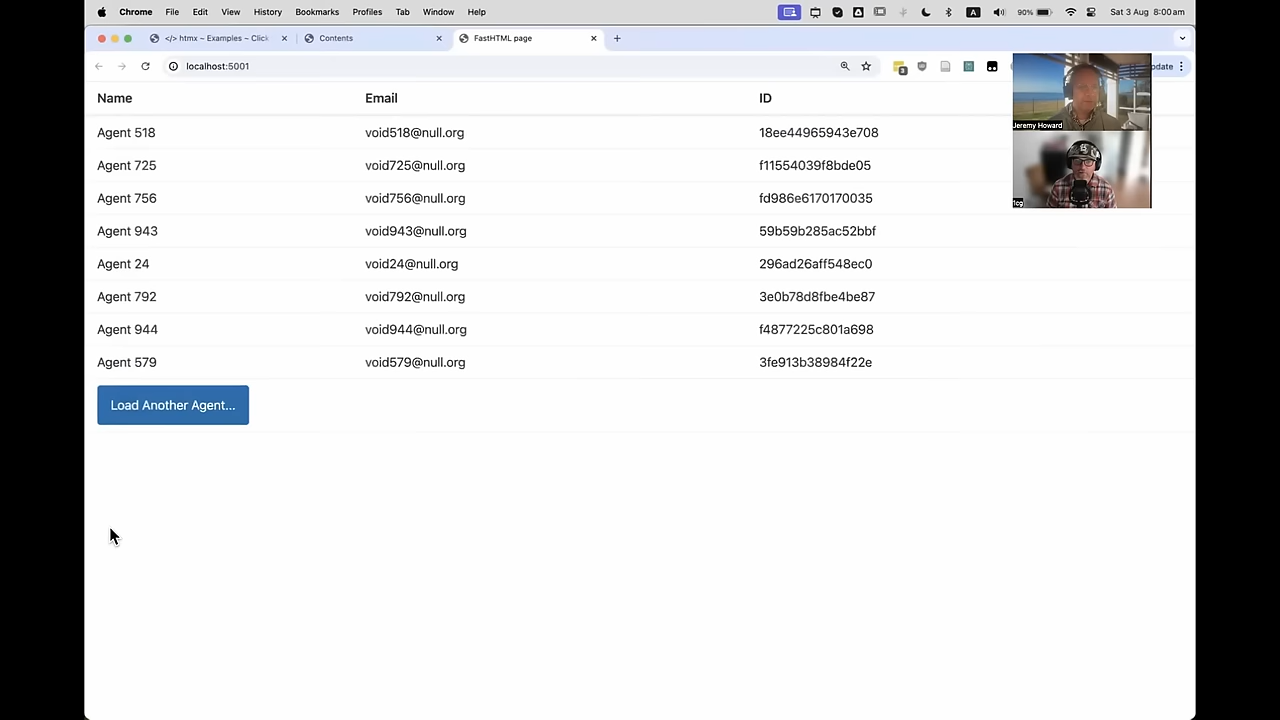 Chrome File Edit View History Bookmarks Profiles Tab Window Help A 90% Sat 3 Aug 8:00am
</> htmx ~ Examples ~ Click Contents FastHTML page
localhost:5001 3
Jeremy Howard
Name Email ID
Agent 518 void518@null.org 18ee44965943e708
Agent 725 void725@null.org f11554039f8bde05
Agent 756 void756@null.org fd986e6170170035
Agent 943 void943@null.org 59b59b285ac52bbf
Agent 24 void24@null.org 296ad26aff548ec0
Agent 792 void792@null.org 3e0b78d8fbe4be87
Agent 944 void944@null.org f4877225c801a698
Agent 579 void579@null.org 3fe913b38984f22e
Load Another Agent...